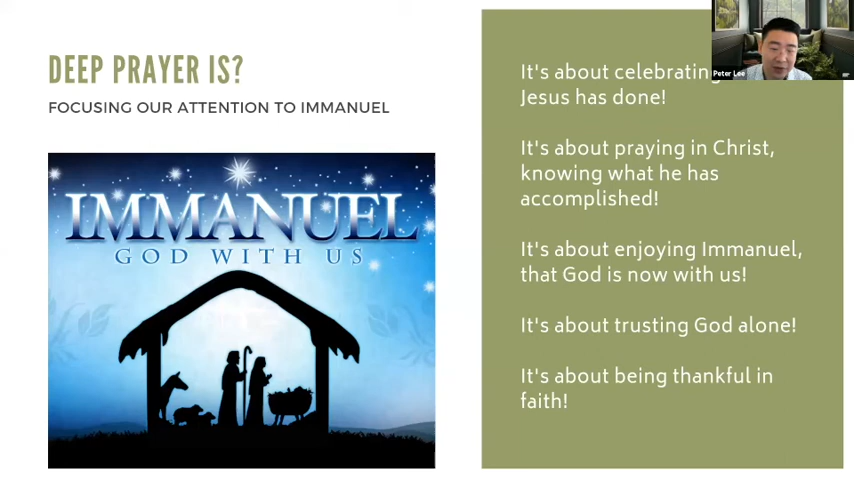 DEEP PRAYER IS?
FOCUSING OUR ATTENTION TO IMMANUEL
IMMANUEL
GOD WITH US
It's about celebrating
Jesus has done!
It's about praying in Christ,
knowing what he has
accomplished!
It's about enjoying Immanuel,
that God is now with us!
It's about trusting God alone!
It's about being thankful in
faith!
Peter Lee